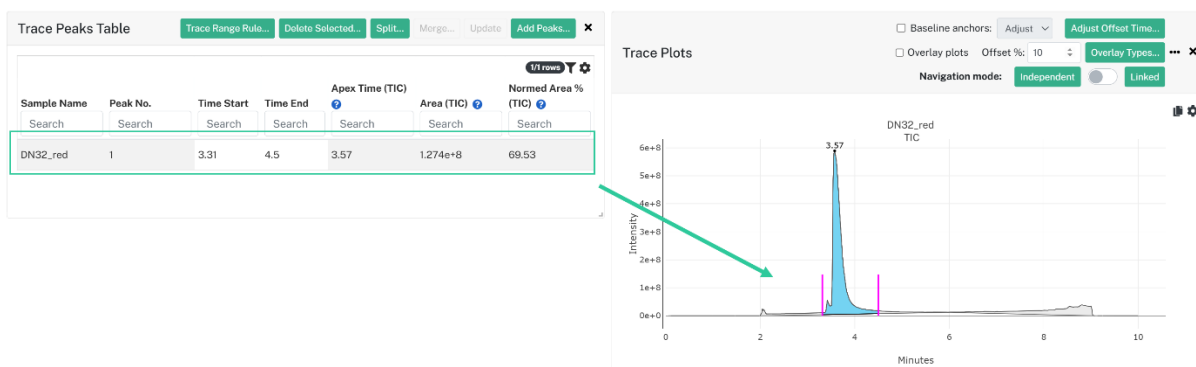 Trace Peaks Table
Trace Range Rule... Delete Selected... Split... Merge... Update Add Peaks...
1/1 rows
Sample Name Peak No. Time Start Time End Apex Time (TIC) Area (TIC) Normed Area % (TIC)
Search Search Search Search Search Search Search
DN32_red 1 3.31 4.5 3.57 1.274e+8 69.53
Trace Plots
Baseline anchors: Adjust Adjust Offset Time...
Overlay plots Offset %: 10 Overlay Types...
Navigation mode: Independent Linked
DN32_red
TIC
3.57
6e+8
5e+8
4e+8
3e+8
2e+8
1e+8
0e+0
Intensity
0 2 4 6 8 10
Minutes